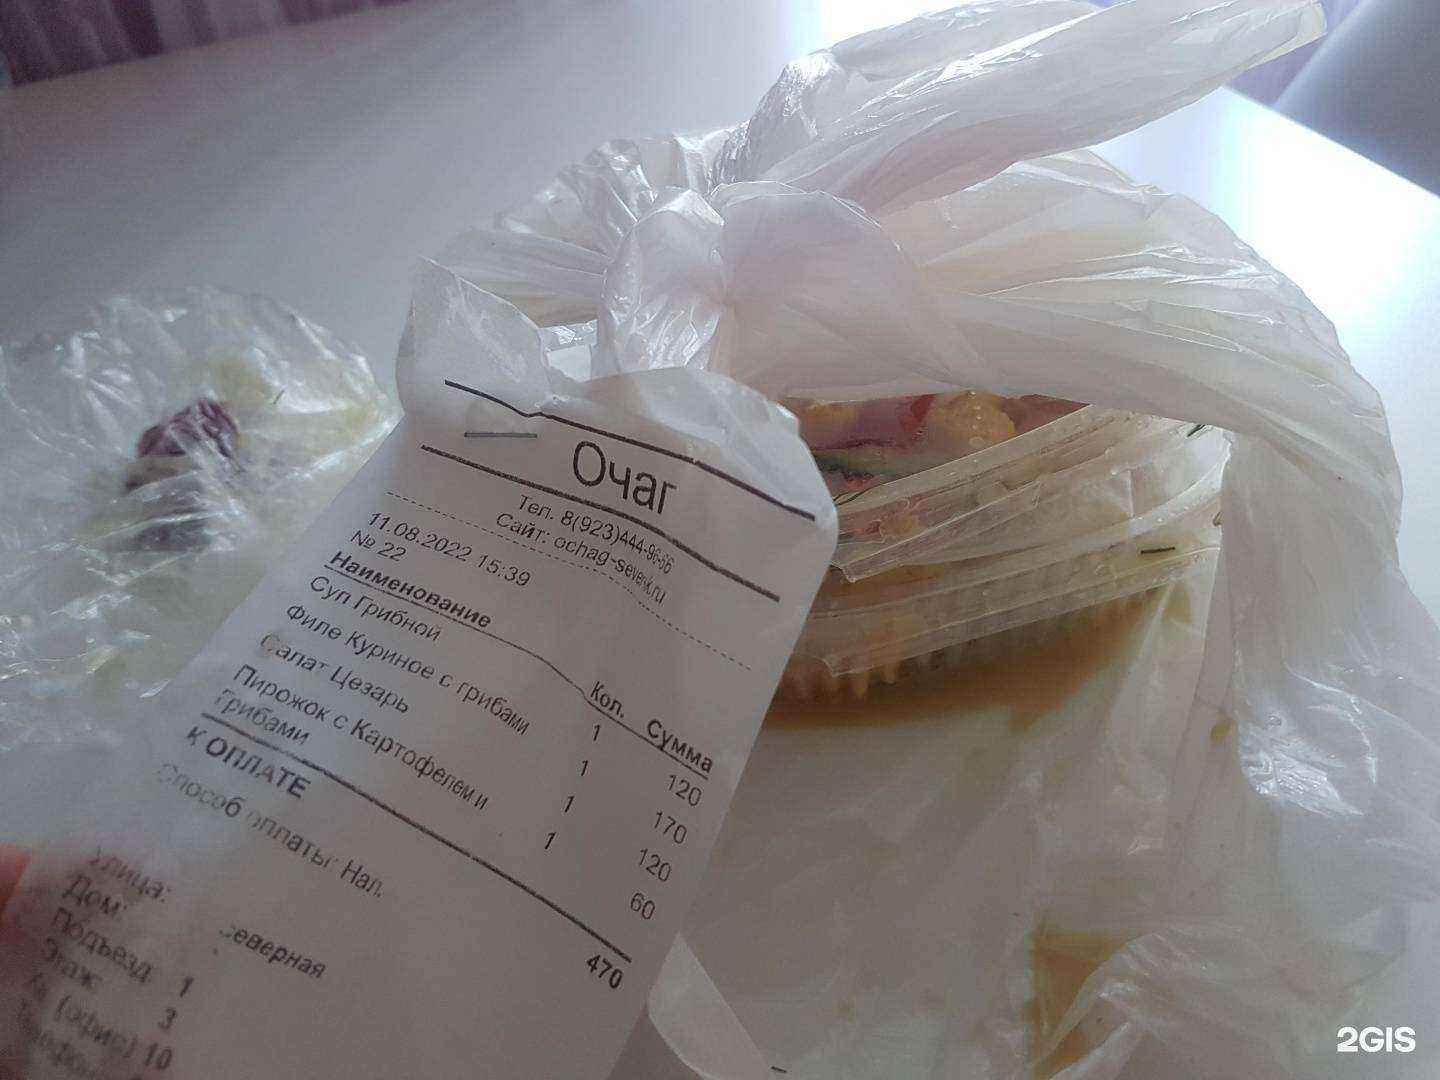 Очаг
Тел. 8(923)444-96-66
Сайт: ochag-seversk.ru
11.08.2022 15:39
№ 22
Наименование Кол. Сумма
Суп Грибной 1 120
Филе Куриное с грибами 1 170
Салат Цезарь 1 120
Пирожок с Картофелем и 1 60
Грибами
К ОПЛАТЕ 470
Способ оплаты: Нал.
Улица: Северная
Дом:
Подъезд: 1
Этаж: 3
(офис) 10
2GIS